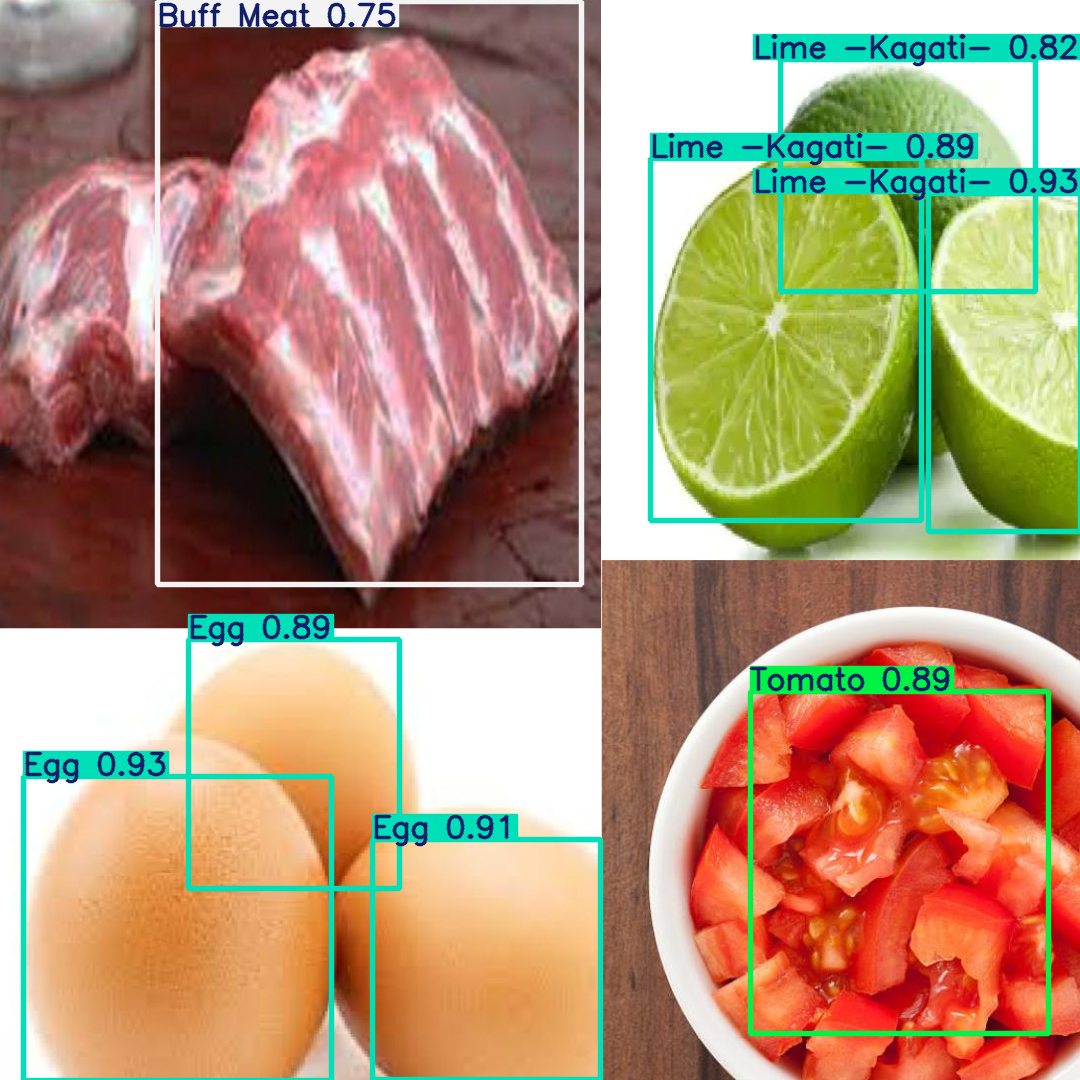 Buff Meat 0.75
Lime -Kagati- 0.82
Lime -Kagati- 0.89
Lime -Kagati- 0.93
Egg 0.89
Egg 0.93
Egg 0.91
Tomato 0.89